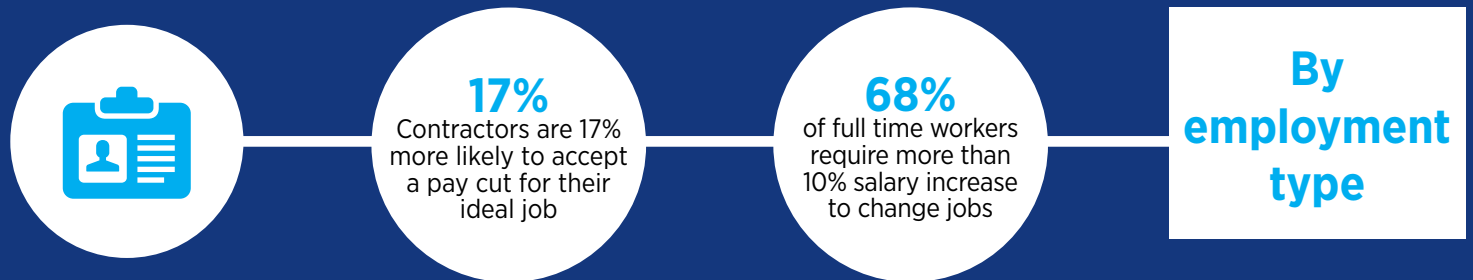 17%
Contractors are 17%
more likely to accept
a pay cut for their
ideal job
68%
of full time workers
require more than
10% salary increase
to change jobs
By
employment
type